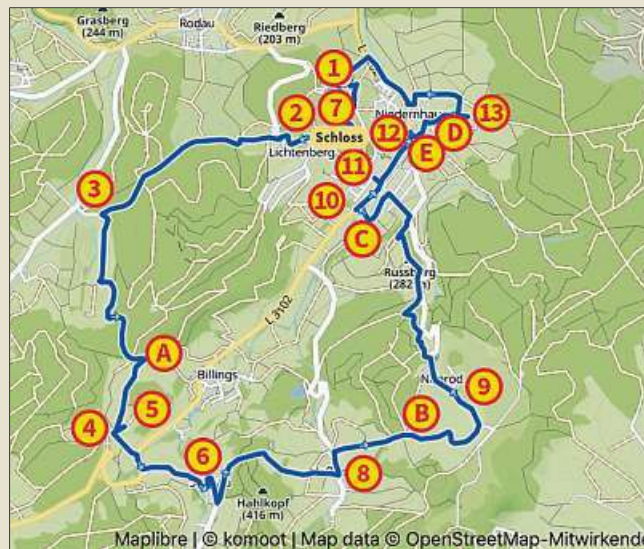 Grasberg
(244 m)
Rodau
Riedberg
(203 m)
L
1
2
7
Niedernhau
13
12
D
Schloss
E
Lichtenberg
11
3
10
C
Russberg
(282 m)
L 3102
A
Billings
Nonrod
9
5
B
4
6
8
Hahlkopf
(416 m)
Maplibre | © komoot | Map data © OpenStreetMap-Mitwirkende